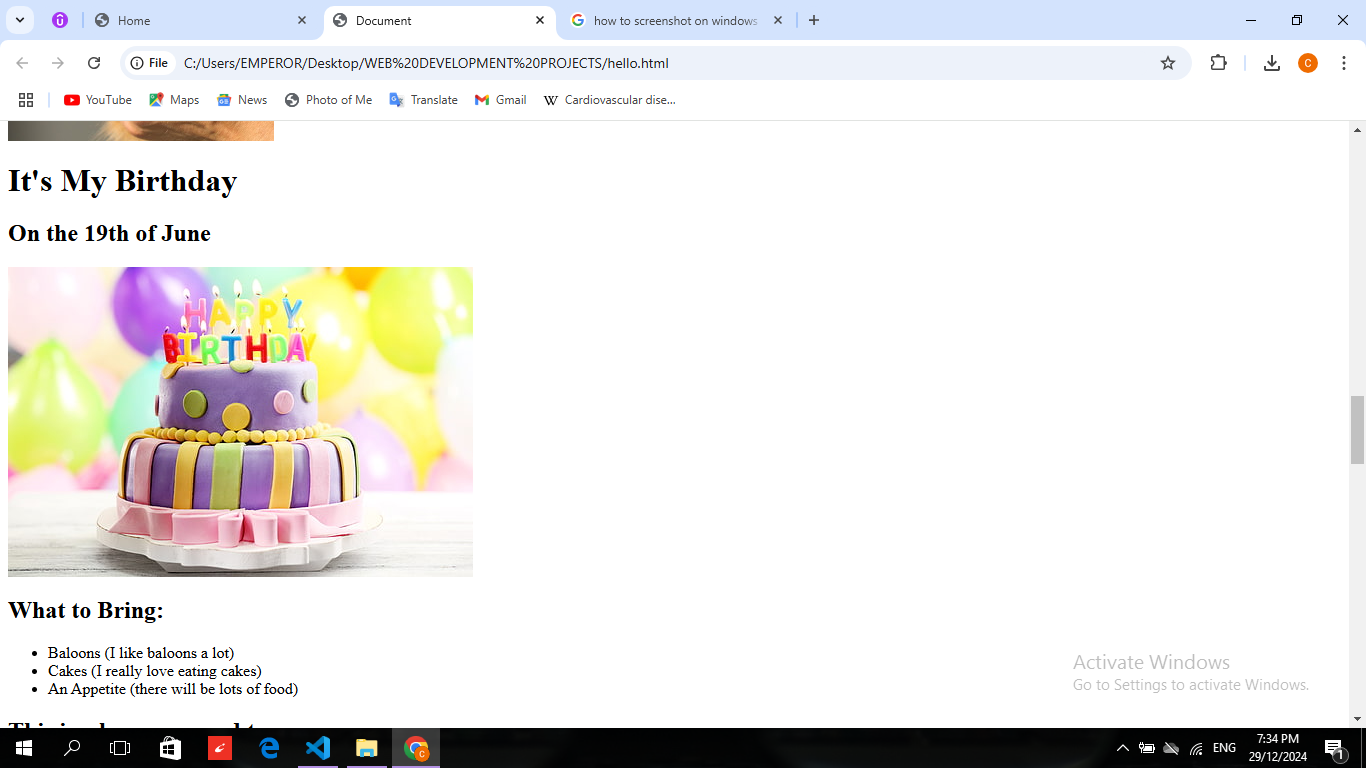 Home
Document
how to screenshot on windows
File
C:/Users/EMPEROR/Desktop/WEB%20DEVELOPMENT%20PROJECTS/hello.html
C
YouTube
Maps
News
Photo of Me
Translate
Gmail
W
Cardiovascular dise...
It's My Birthday
On the 19th of June
HAPPY
BIRTHDAY
What to Bring:
Baloons (I like baloons a lot)
Cakes (I really love eating cakes)
An Appetite (there will be lots of food)
Activate Windows
Go to Settings to activate Windows.
ENG
7:34 PM
29/12/2024
1